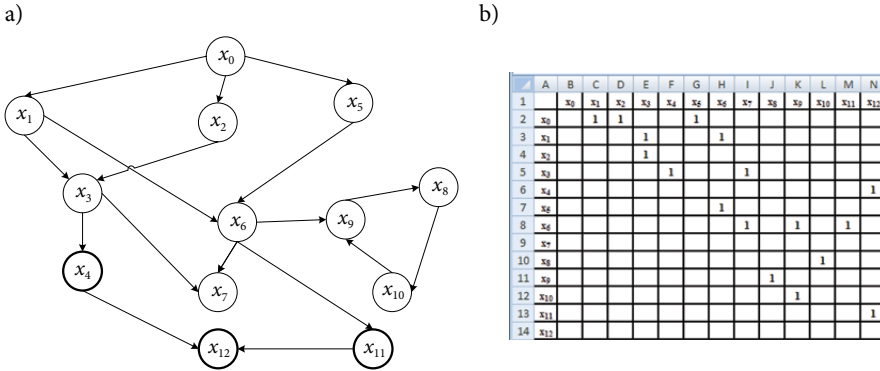 a)
b)
x0
x1
x2
x5
x3
x6
x9
x8
x4
x7
x10
x12
x11
A B C D E F G H I J K L M N
1 x0 x1 x2 x3 x4 x5 x6 x7 x8 x9 x10 x11 x12
2 x0 1 1 1
3 x1 1 1
4 x2 1
5 x3 1 1
6 x4 1
7 x5 1
8 x6 1 1 1
9 x7
10 x8 1
11 x9 1
12 x10 1
13 x11 1
14 x12